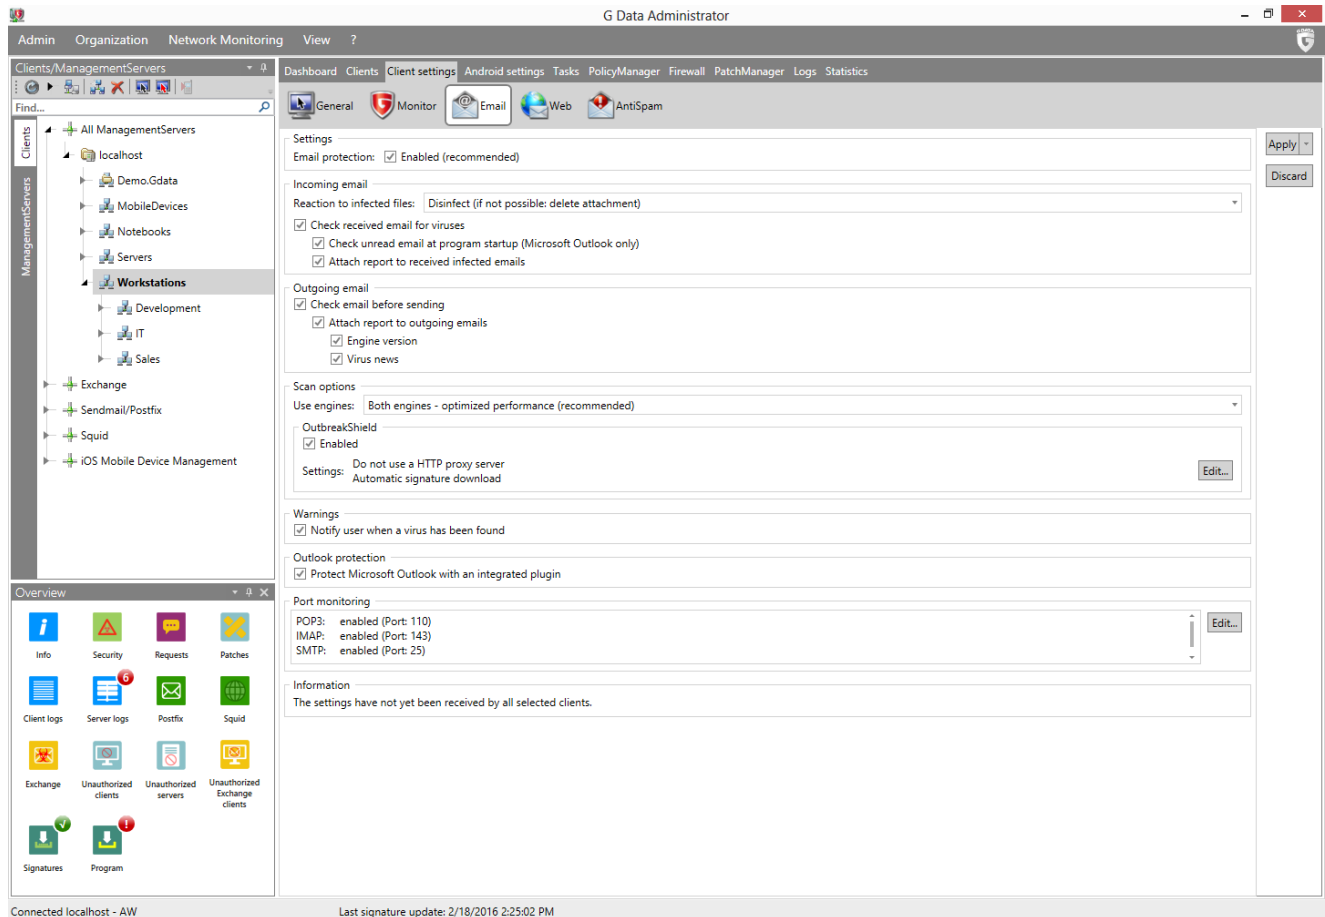 G Data Administrator
Admin Organization Network Monitoring View ?
Clients/ManagementServers
Find...
Clients
ManagementServers
All ManagementServers
localhost
Demo.Gdata
MobileDevices
Notebooks
Servers
Workstations
Development
IT
Sales
Exchange
Sendmail/Postfix
Squid
iOS Mobile Device Management
Overview
Info Security Requests Patches
6
Client logs Server logs Postfix Squid
Exchange Unauthorized clients Unauthorized servers Unauthorized Exchange clients
Signatures Program
Dashboard Clients Client settings Android settings Tasks PolicyManager Firewall PatchManager Logs Statistics
General Monitor Email Web AntiSpam
Settings
Email protection: Enabled (recommended)
Incoming email
Reaction to infected files: Disinfect (if not possible: delete attachment)
Check received email for viruses
Check unread email at program startup (Microsoft Outlook only)
Attach report to received infected emails
Outgoing email
Check email before sending
Attach report to outgoing emails
Engine version
Virus news
Scan options
Use engines: Both engines - optimized performance (recommended)
OutbreakShield
Enabled
Settings: Do not use a HTTP proxy server
Automatic signature download
Edit...
Warnings
Notify user when a virus has been found
Outlook protection
Protect Microsoft Outlook with an integrated plugin
Port monitoring
POP3: enabled (Port: 110)
IMAP: enabled (Port: 143)
SMTP: enabled (Port: 25)
Edit...
Information
The settings have not yet been received by all selected clients.
Apply
Discard
Connected localhost - AW
Last signature update: 2/18/2016 2:25:02 PM